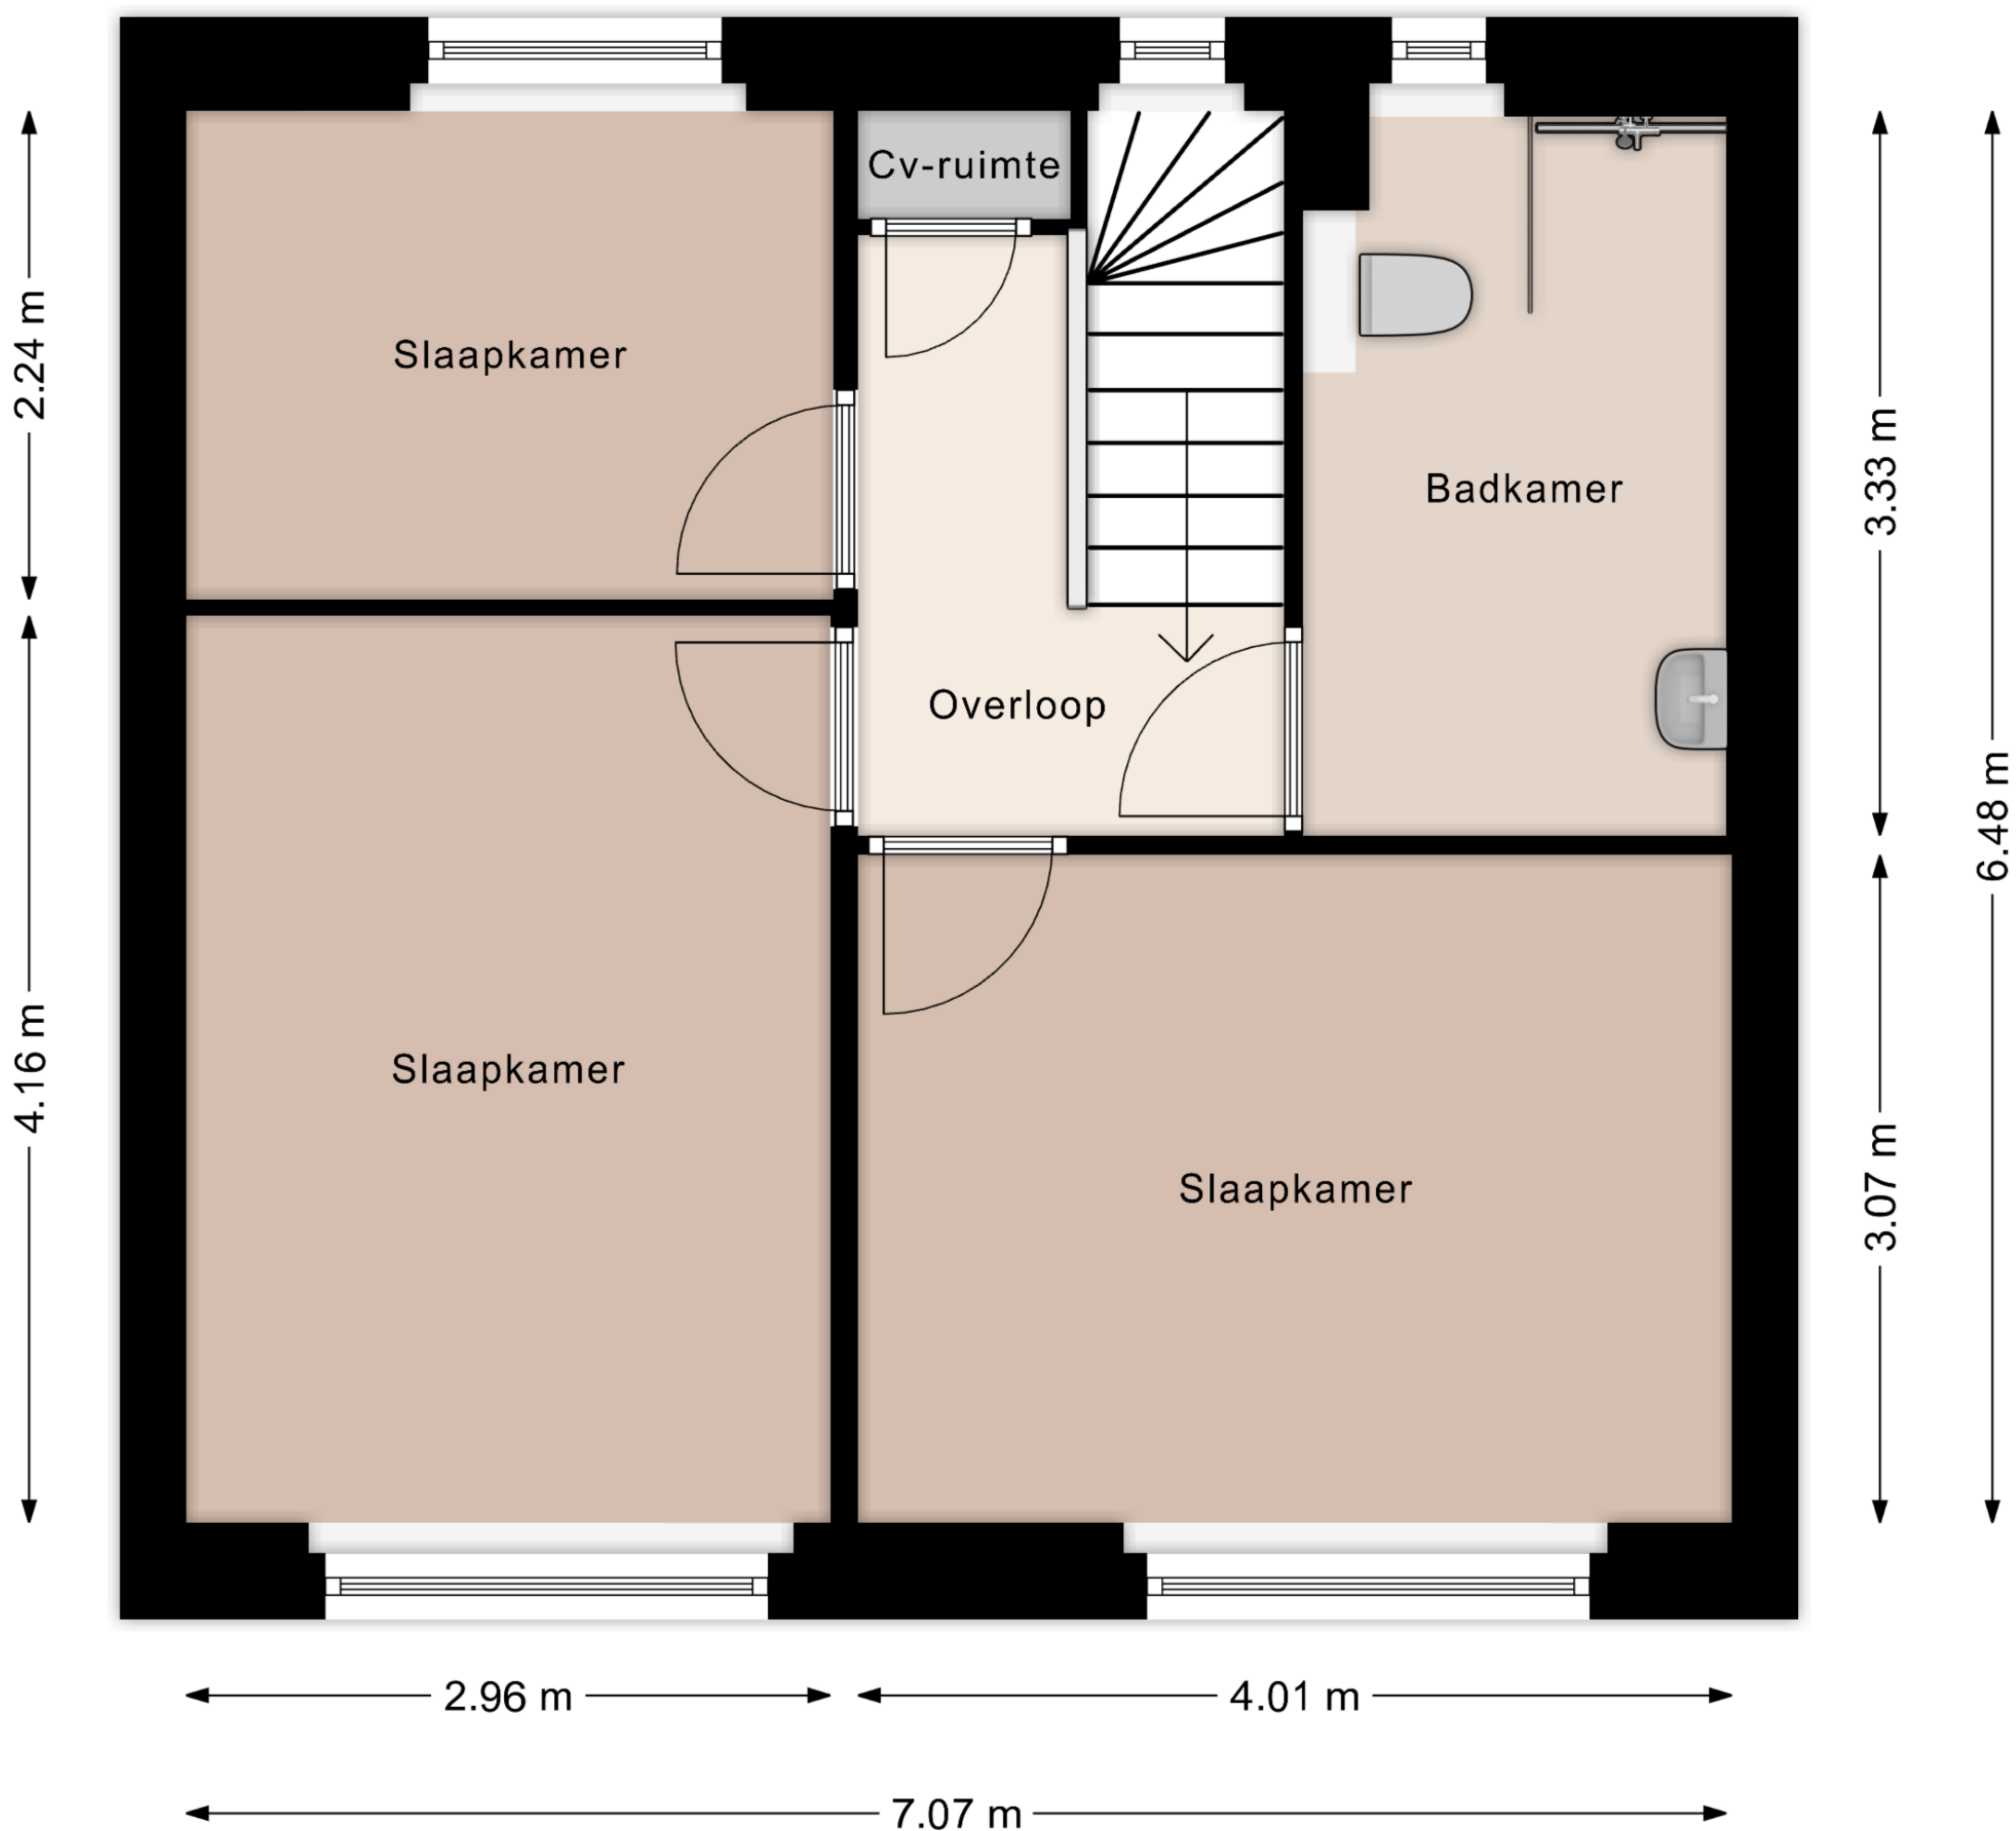 Cv-ruimte
Slaapkamer
2.24 m
3.33 m
Badkamer
Overloop
6.48 m
4.16 m
Slaapkamer
Slaapkamer
3.07 m
2.96 m
4.01 m
7.07 m